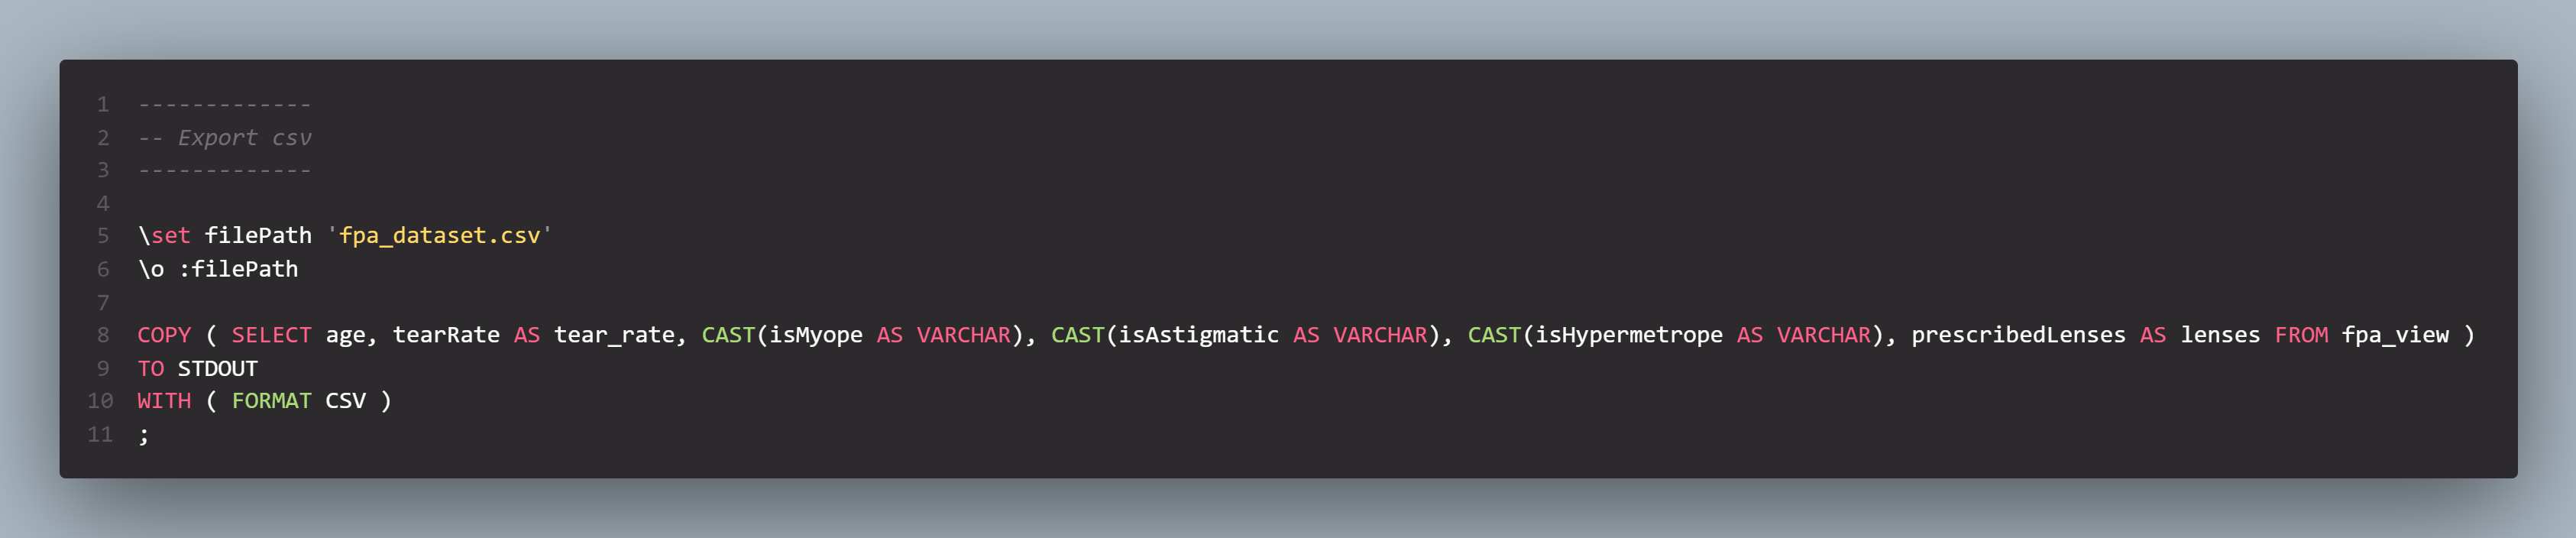 1 -------------
2 -- Export csv
3 -------------
4
5 \set filePath 'fpa_dataset.csv'
6 \o :filePath
7
8 COPY ( SELECT age, tearRate AS tear_rate, CAST(isMyope AS VARCHAR), CAST(isAstigmatic AS VARCHAR), CAST(isHypermetrope AS VARCHAR), prescribedLenses AS lenses FROM fpa_view )
9 TO STDOUT
10 WITH ( FORMAT CSV )
11 ;